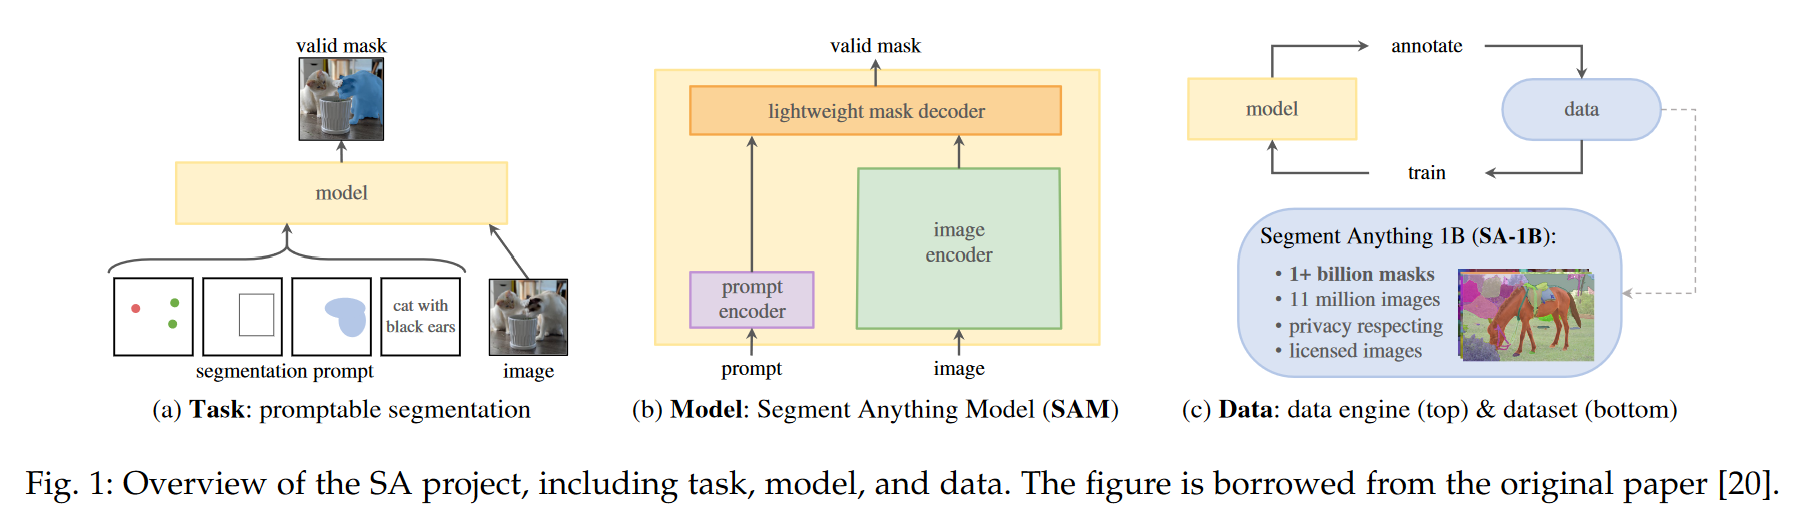 valid mask
model
cat with
black ears
segmentation prompt
image
(a) Task: promptable segmentation
valid mask
lightweight mask decoder
image
encoder
prompt
encoder
prompt
image
(b) Model: Segment Anything Model (SAM)
annotate
model
data
train
Segment Anything 1B (SA-1B):
• 1+ billion masks
• 11 million images
• privacy respecting
• licensed images
(c) Data: data engine (top) & dataset (bottom)
Fig. 1: Overview of the SA project, including task, model, and data. The figure is borrowed from the original paper [20].